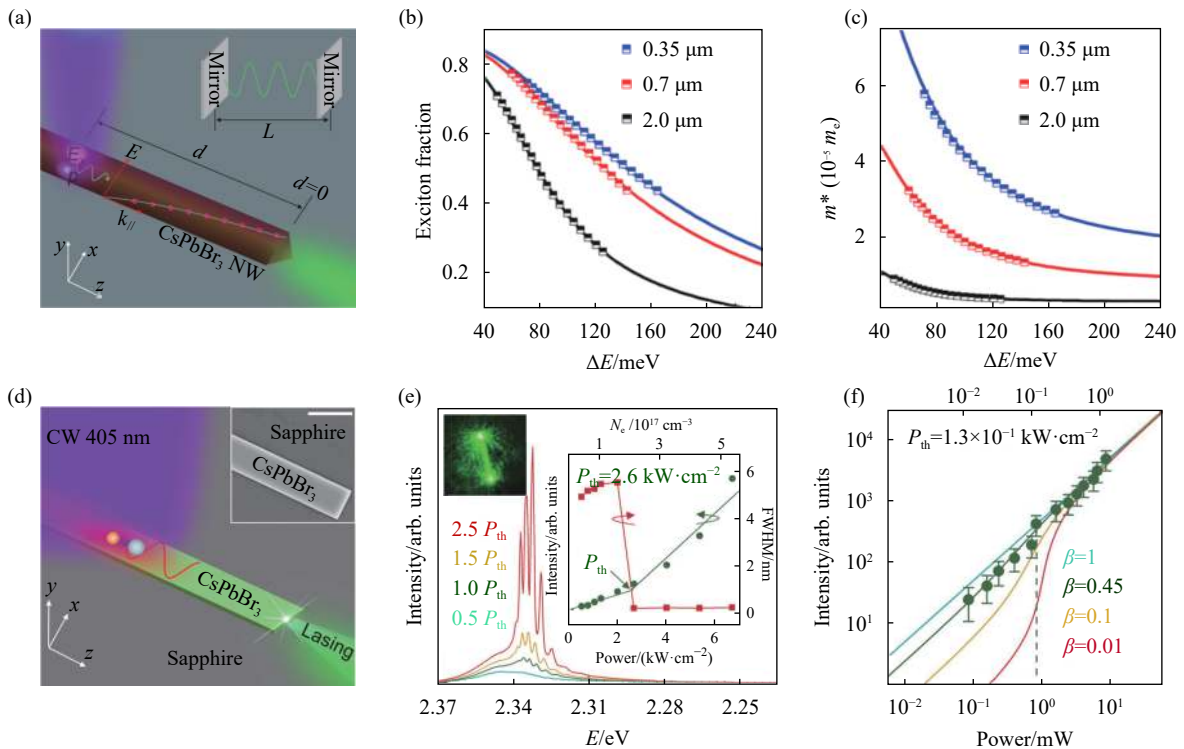 (a)
Mirror
Mirror
L
E
d
d=0
k//
CsPbBr3 NW
y
x
z
(b)
0.35 μm
0.7 μm
2.0 μm
0.8
0.6
0.4
0.2
Exciton fraction
40 80 120 160 200 240
ΔE/meV
(c)
0.35 μm
0.7 μm
2.0 μm
6
4
2
m* (10⁻⁵ mₑ)
40 80 120 160 200 240
ΔE/meV
(d)
CW 405 nm
Sapphire
CsPbBr3
CsPbBr3
Lasing
Sapphire
y
x
z
(e)
Nₑ /10¹⁷ cm⁻³
1 3 5
Pth=2.6 kW·cm⁻²
6
4
2
0
FWHM/nm
Intensity/arb. units
Pth
0 2 4 6
Power/(kW·cm⁻²)
2.5 Pth
1.5 Pth
1.0 Pth
0.5 Pth
Intensity/arb. units
2.37 2.34 2.31 2.28 2.25
E/eV
(f)
10⁻² 10⁻¹ 10⁰
Pth=1.3×10⁻¹ kW·cm⁻²
10⁴
10³
10²
10¹
Intensity/arb. units
β=1
β=0.45
β=0.1
β=0.01
10⁻² 10⁻¹ 10⁰ 10¹
Power/mW